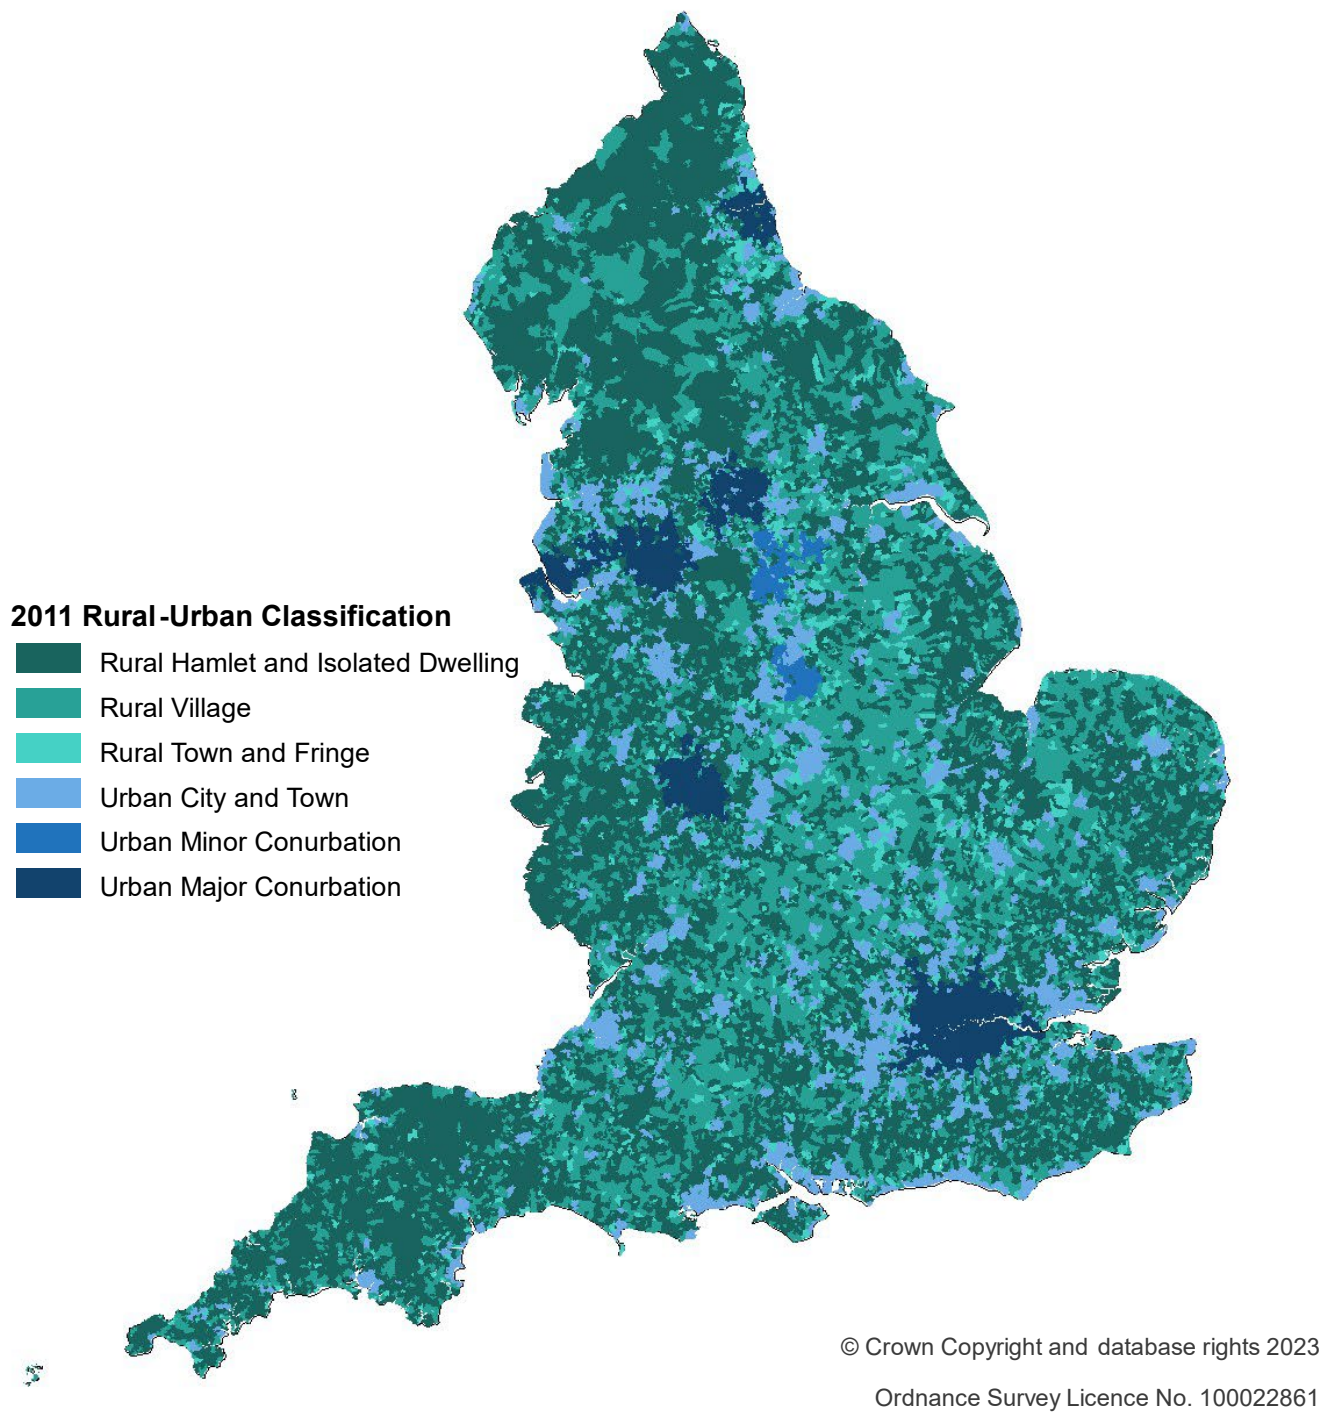 2011 Rural-Urban Classification
Rural Hamlet and Isolated Dwelling
Rural Village
Rural Town and Fringe
Urban City and Town
Urban Minor Conurbation
Urban Major Conurbation
© Crown Copyright and database rights 2023
Ordnance Survey Licence No. 100022861